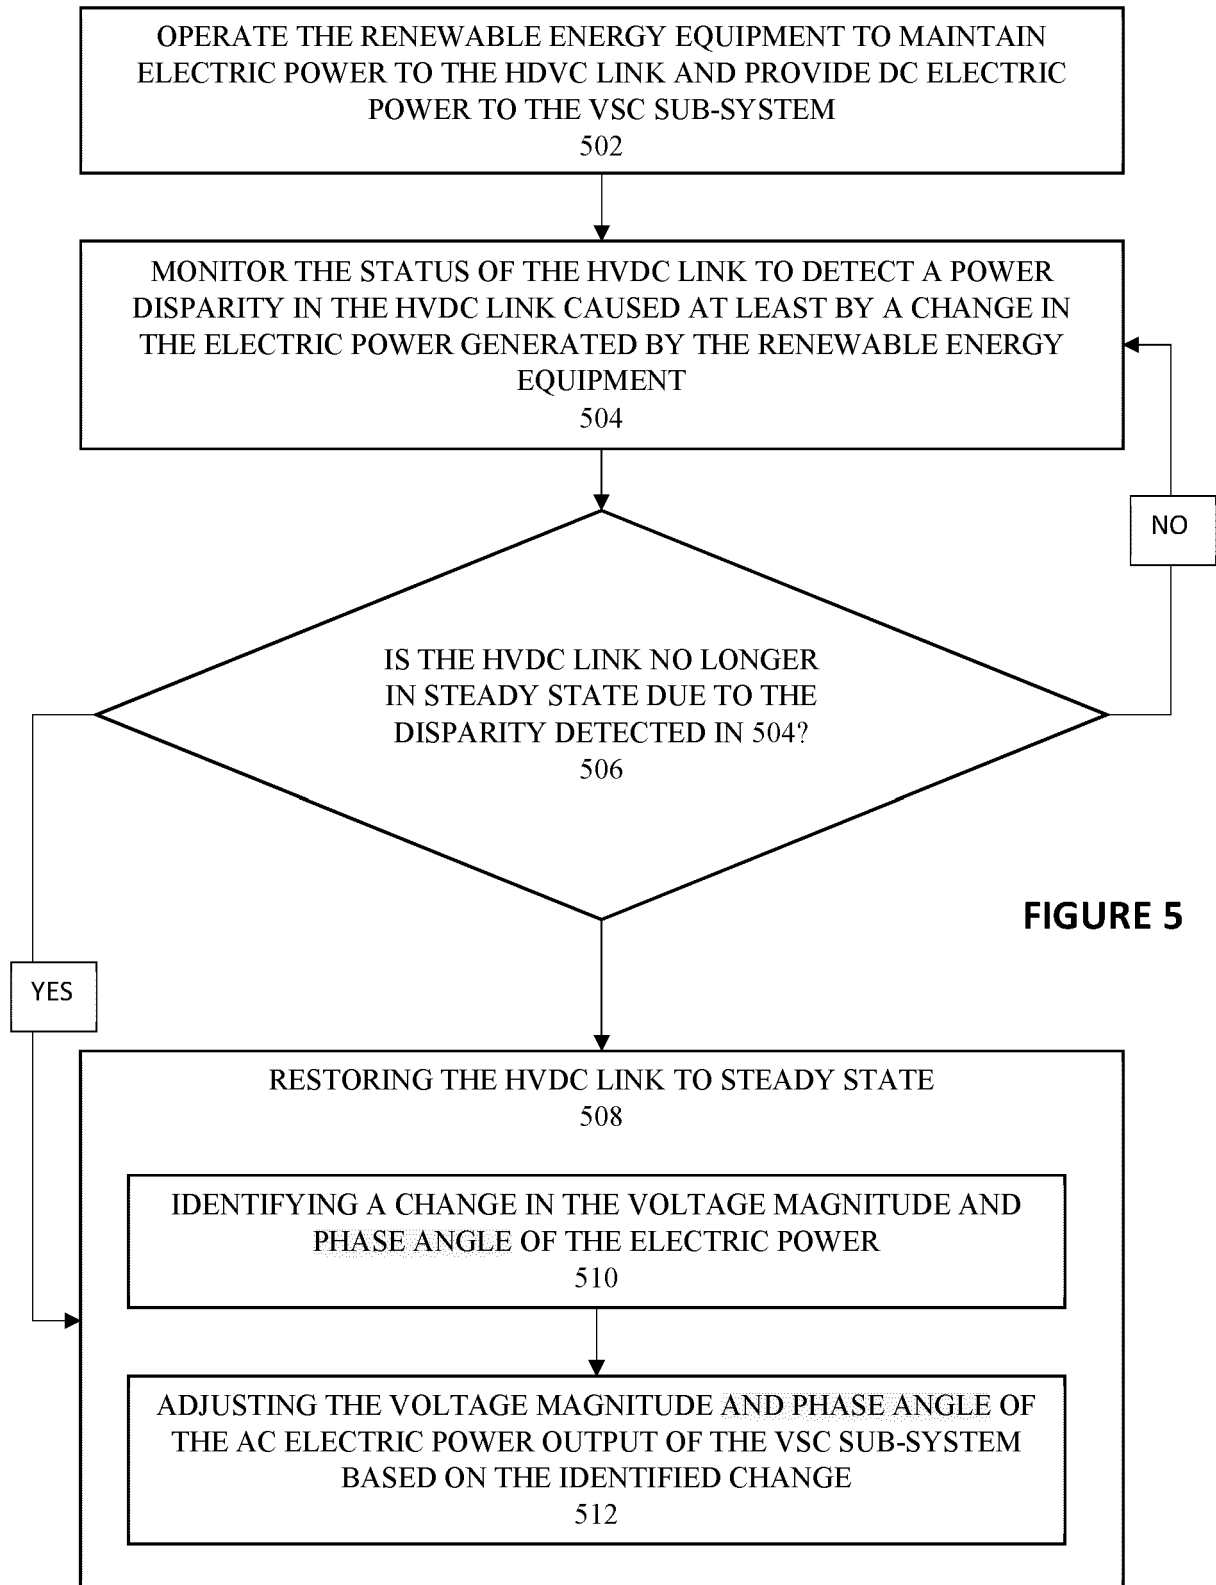 OPERATE THE RENEWABLE ENERGY EQUIPMENT TO MAINTAIN
ELECTRIC POWER TO THE HDVC LINK AND PROVIDE DC ELECTRIC
POWER TO THE VSC SUB-SYSTEM
502
MONITOR THE STATUS OF THE HVDC LINK TO DETECT A POWER
DISPARITY IN THE HVDC LINK CAUSED AT LEAST BY A CHANGE IN
THE ELECTRIC POWER GENERATED BY THE RENEWABLE ENERGY
EQUIPMENT
504
NO
IS THE HVDC LINK NO LONGER
IN STEADY STATE DUE TO THE
DISPARITY DETECTED IN 504?
506
FIGURE 5
YES
RESTORING THE HVDC LINK TO STEADY STATE
508
IDENTIFYING A CHANGE IN THE VOLTAGE MAGNITUDE AND
PHASE ANGLE OF THE ELECTRIC POWER
510
ADJUSTING THE VOLTAGE MAGNITUDE AND PHASE ANGLE OF
THE AC ELECTRIC POWER OUTPUT OF THE VSC SUB-SYSTEM
BASED ON THE IDENTIFIED CHANGE
512